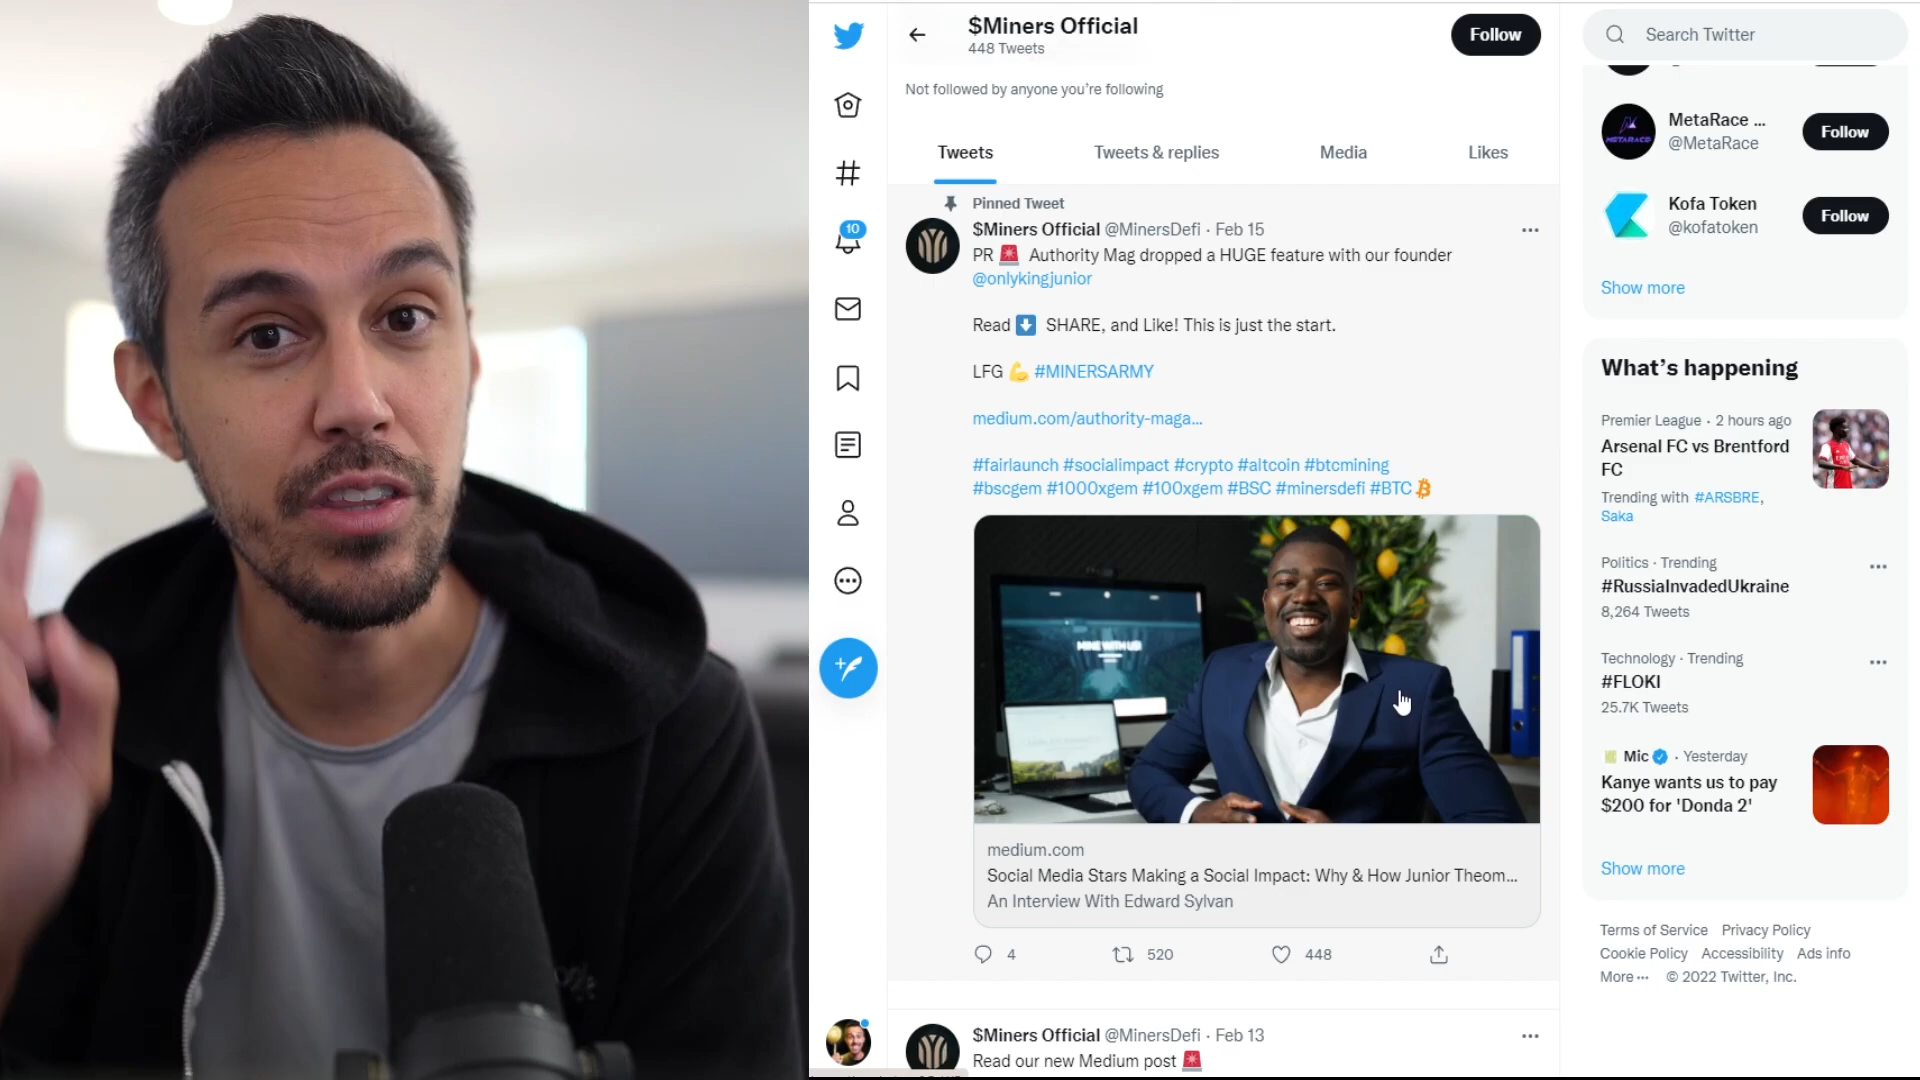 $Miners Official
448 Tweets
Follow
Search Twitter
Not followed by anyone you’re following
Tweets
Tweets & replies
Media
Likes
Pinned Tweet
$Miners Official @MinersDefi · Feb 15
PR 🚨 Authority Mag dropped a HUGE feature with our founder
@onlykingjunior
Read ⬇️ SHARE, and Like! This is just the start.
LFG 💪 #MINERSARMY
medium.com/authority-maga...
#fairlaunch #socialimpact #crypto #altcoin #btcmining
#bscgem #1000xgem #100xgem #BSC #minersdefi #BTC
MINE WITH US!
medium.com
Social Media Stars Making a Social Impact: Why & How Junior Theom...
An Interview With Edward Sylvan
4
520
448
$Miners Official @MinersDefi · Feb 13
Read our new Medium post 🚨
10
METARACE
MetaRace ...
@MetaRace
Follow
Kofa Token
@kofatoken
Follow
Show more
What’s happening
Premier League · 2 hours ago
Arsenal FC vs Brentford
FC
Trending with #ARSBRE,
Saka
Politics · Trending
#RussiaInvadedUkraine
8,264 Tweets
Technology · Trending
#FLOKI
25.7K Tweets
Mic · Yesterday
Kanye wants us to pay
$200 for 'Donda 2'
Show more
Terms of Service Privacy Policy
Cookie Policy Accessibility Ads info
More ··· © 2022 Twitter, Inc.